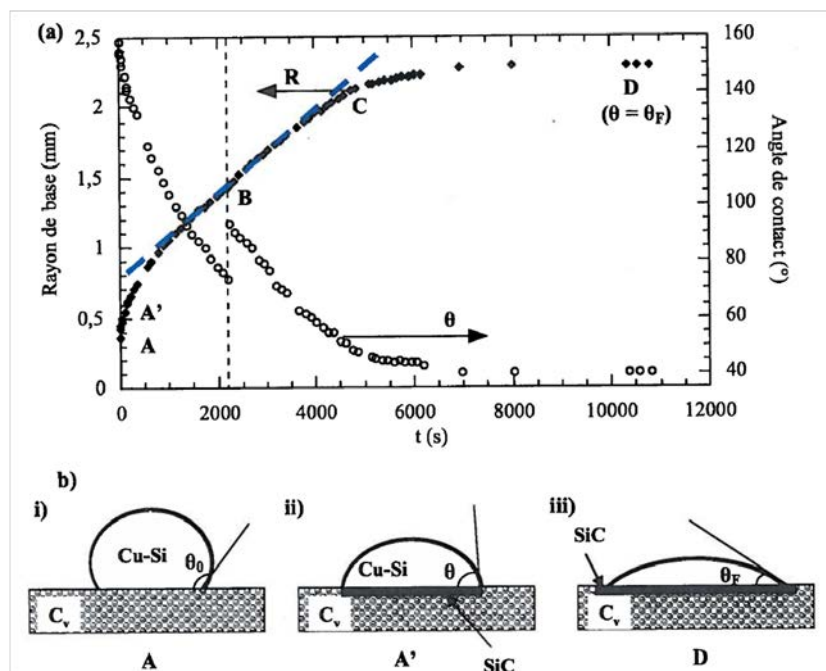 (a)
2,5
2
1,5
1
0,5
0
Rayon de base (mm)
R
A'
A
B
C
D
(θ = θF)
θ
160
140
120
100
80
60
40
Angle de contact (°)
0 2000 4000 6000 8000 10000 12000
t (s)
b)
i)
Cu-Si
θ0
Cv
A
ii)
Cu-Si
θ
Cv
SiC
A'
iii)
SiC
θF
Cv
D